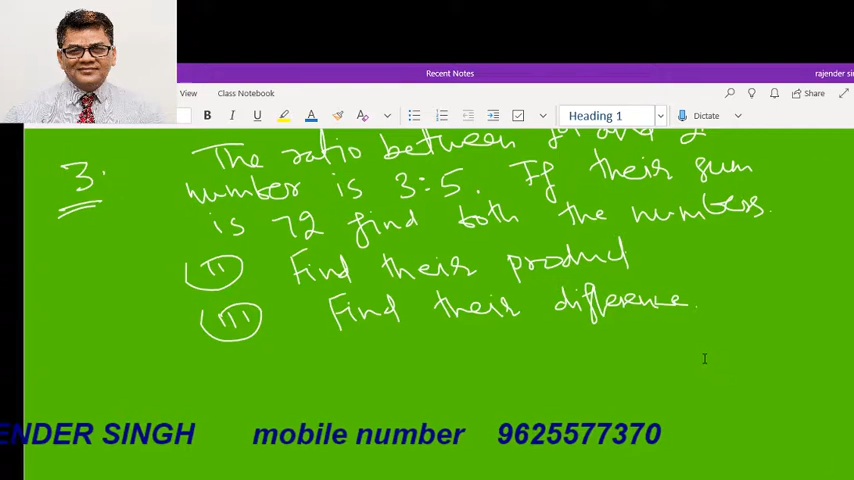 Recent Notes
rajender si
View Class Notebook
Share
B I U A A Heading 1 Dictate
3.
The ratio between
number is 3:5. If their sum
is 72 find both the numbers.
(ii) Find their product
(iii) Find their difference.
ENDER SINGH mobile number 9625577370